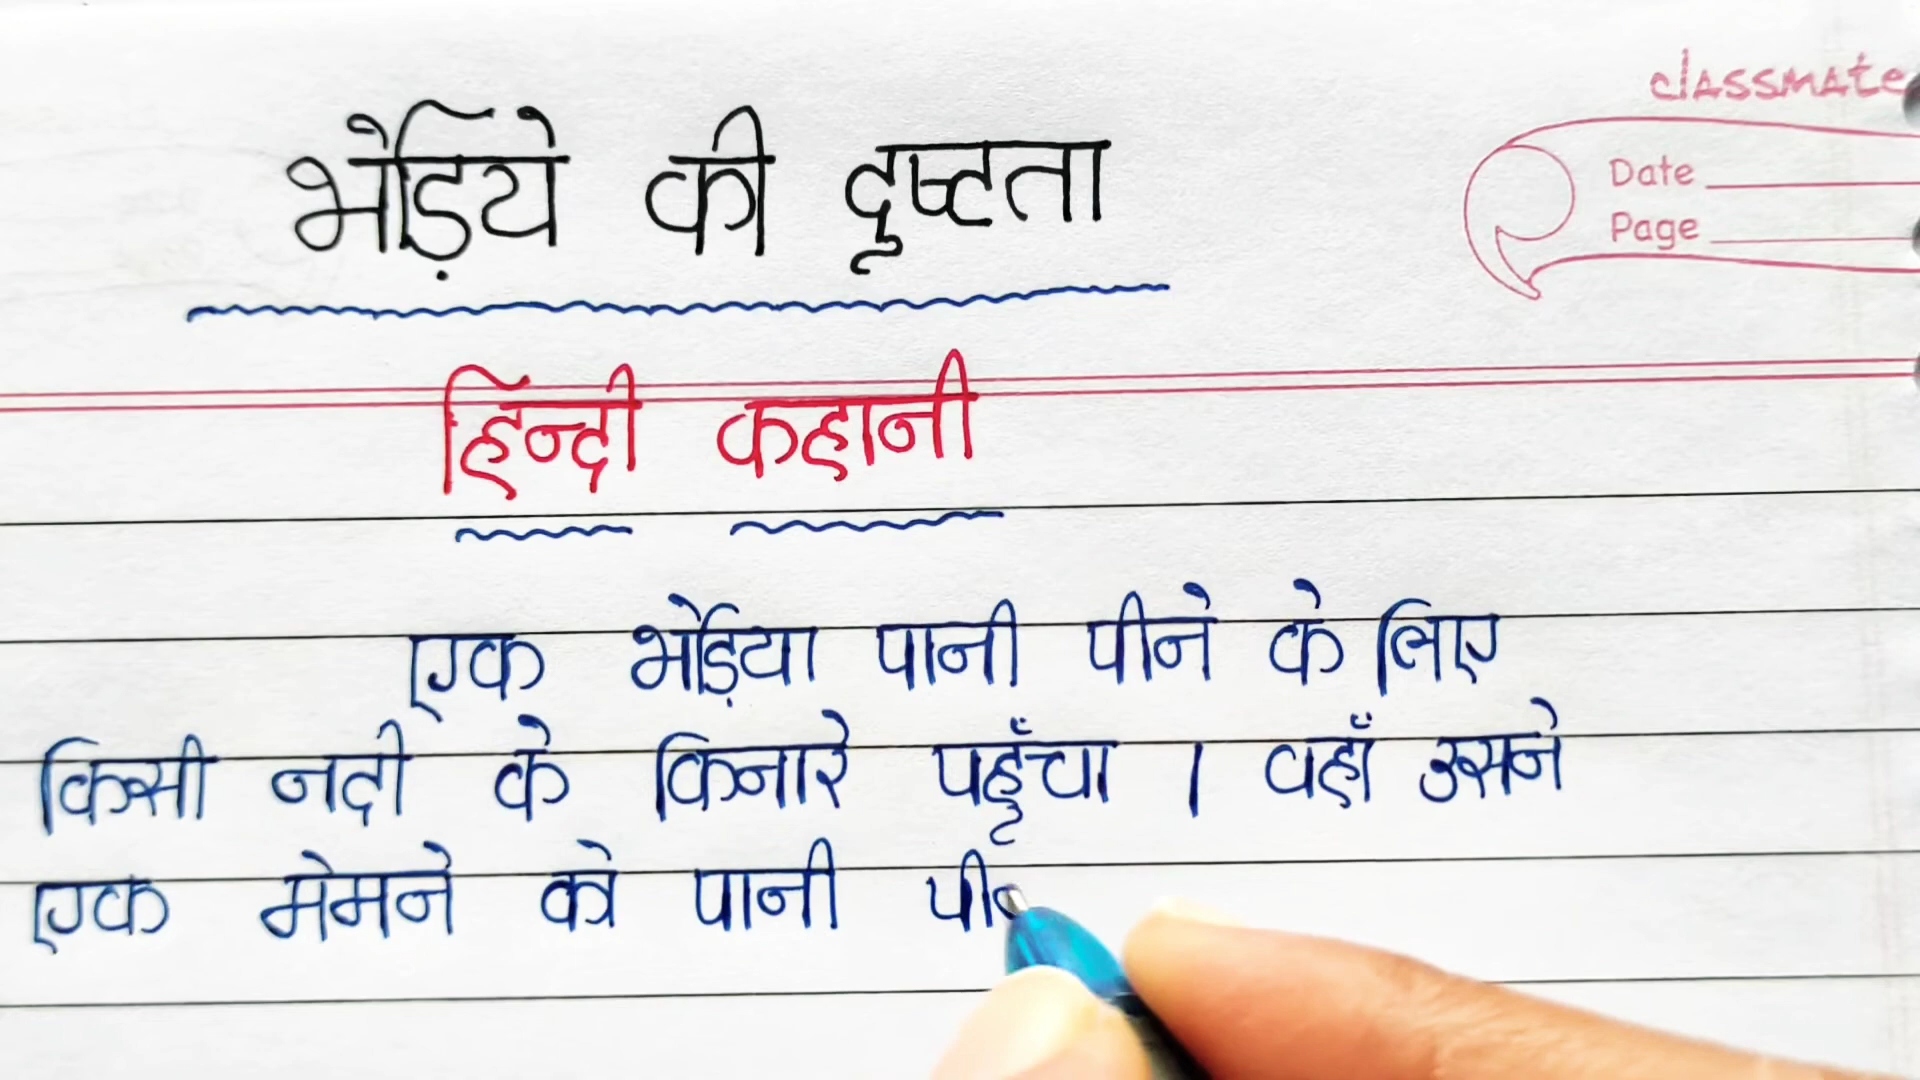 classmate
Date
Page
भेड़िये की दुष्टता
हिन्दी कहानी
एक भेड़िया पानी पीने के लिए
किसी नदी के किनारे पहुँचा । वहाँ उसने
एक मेमने को पानी